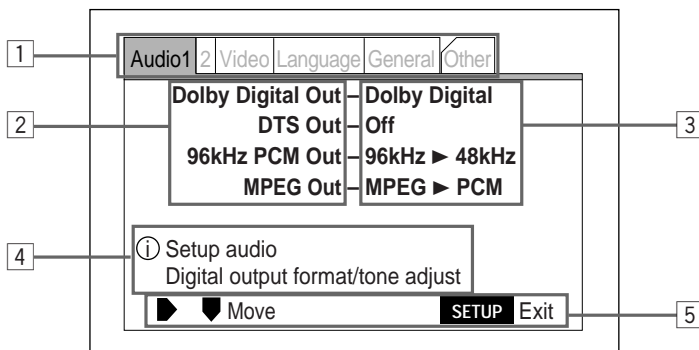 1
Audio1 2 Video Language General Other
2
Dolby Digital Out – Dolby Digital
DTS Out – Off
96kHz PCM Out – 96kHz ► 48kHz
MPEG Out – MPEG ► PCM
3
4
ⓘ Setup audio
Digital output format/tone adjust
Move SETUP Exit
5